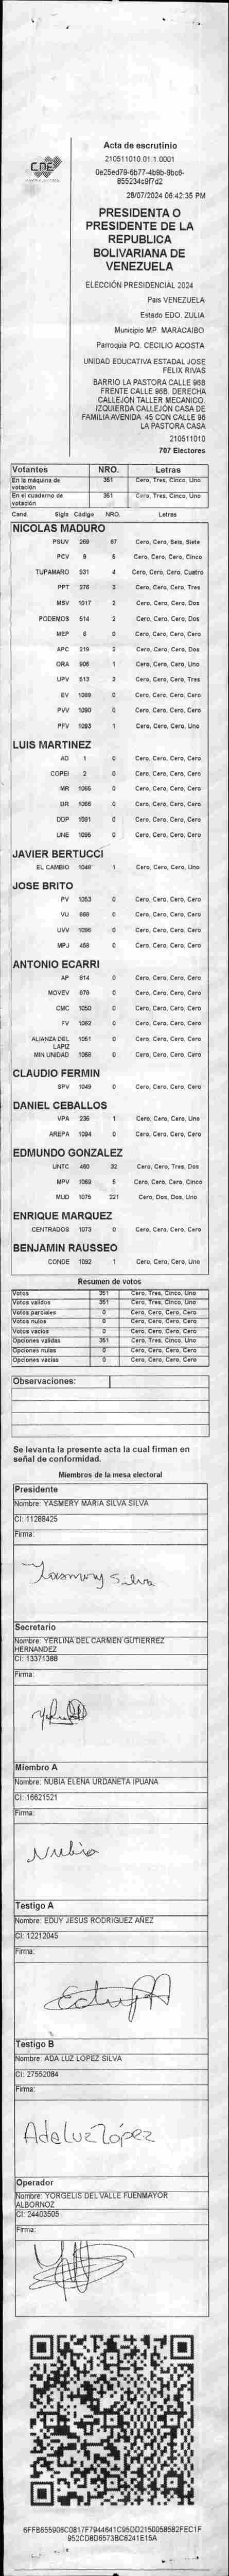 CNE
Acta de escrutinio
210511010.01.1.0001
0e25ed79-6b77-4b9b-9bc6-
855234c9f7d2
28/07/2024 06:42:35 PM
PRESIDENTA O
PRESIDENTE DE LA
REPUBLICA
BOLIVARIANA DE
VENEZUELA
ELECCIÓN PRESIDENCIAL 2024
Pais VENEZUELA
Estado EDO. ZULIA
Municipio MP. MARACAIBO
Parroquia PQ. CECILIO ACOSTA
UNIDAD EDUCATIVA ESTADAL JOSE
FELIX RIVAS
BARRIO LA PASTORA CALLE 96B
FRENTE CALLE 96B. DERECHA
CALLEJÓN TALLER MECANICO.
IZQUIERDA CALLEJÓN CASA DE
FAMILIA AVENIDA 45 CON CALLE 96
LA PASTORA CASA
210511010
707 Electores
Votantes NRO. Letras
En la máquina de votación 351 Cero, Tres, Cinco, Uno
En el cuaderno de votación 351 Cero, Tres, Cinco, Uno
Cand. Sigla Código NRO. Letras
NICOLAS MADURO
PSUV 269 67 Cero, Cero, Seis, Siete
PCV 9 5 Cero, Cero, Cero, Cinco
TUPAMARO 931 4 Cero, Cero, Cero, Cuatro
PPT 276 3 Cero, Cero, Cero, Tres
MSV 1017 2 Cero, Cero, Cero, Dos
PODEMOS 514 2 Cero, Cero, Cero, Dos
MEP 6 0 Cero, Cero, Cero, Cero
APC 219 2 Cero, Cero, Cero, Dos
ORA 906 1 Cero, Cero, Cero, Uno
UPV 513 3 Cero, Cero, Cero, Tres
EV 1089 0 Cero, Cero, Cero, Cero
PVV 1090 0 Cero, Cero, Cero, Cero
PFV 1093 1 Cero, Cero, Cero, Uno
LUIS MARTINEZ
AD 1 0 Cero, Cero, Cero, Cero
COPEI 2 0 Cero, Cero, Cero, Cero
MR 1065 0 Cero, Cero, Cero, Cero
BR 1068 0 Cero, Cero, Cero, Cero
DDP 1091 0 Cero, Cero, Cero, Cero
UNE 1095 0 Cero, Cero, Cero, Cero
JAVIER BERTUCCI
EL CAMBIO 1048 1 Cero, Cero, Cero, Uno
JOSE BRITO
PV 1053 0 Cero, Cero, Cero, Cero
VU 969 0 Cero, Cero, Cero, Cero
UVV 1096 0 Cero, Cero, Cero, Cero
MPJ 458 0 Cero, Cero, Cero, Cero
ANTONIO ECARRI
AP 914 0 Cero, Cero, Cero, Cero
MOVEV 978 0 Cero, Cero, Cero, Cero
CMC 1050 0 Cero, Cero, Cero, Cero
FV 1062 0 Cero, Cero, Cero, Cero
ALIANZA DEL LAPIZ 1051 0 Cero, Cero, Cero, Cero
MIN UNIDAD 1068 0 Cero, Cero, Cero, Cero
CLAUDIO FERMIN
SPV 1049 0 Cero, Cero, Cero, Cero
DANIEL CEBALLOS
VPA 236 1 Cero, Cero, Cero, Uno
AREPA 1094 0 Cero, Cero, Cero, Cero
EDMUNDO GONZALEZ
UNTC 460 32 Cero, Cero, Tres, Dos
MPV 1069 5 Cero, Cero, Cero, Cinco
MUD 1075 221 Cero, Dos, Dos, Uno
ENRIQUE MARQUEZ
CENTRADOS 1073 0 Cero, Cero, Cero, Cero
BENJAMIN RAUSSEO
CONDE 1092 1 Cero, Cero, Cero, Uno
Resumen de votos
Votos 351 Cero, Tres, Cinco, Uno
Votos validos 351 Cero, Tres, Cinco, Uno
Votos parciales 0 Cero, Cero, Cero, Cero
Votos nulos 0 Cero, Cero, Cero, Cero
Votos vacios 0 Cero, Cero, Cero, Cero
Opciones validas 351 Cero, Tres, Cinco, Uno
Opciones nulas 0 Cero, Cero, Cero, Cero
Opciones vacias 0 Cero, Cero, Cero, Cero
Observaciones:
Se levanta la presente acta la cual firman en
señal de conformidad.
Miembros de la mesa electoral
Presidente
Nombre: YASMERY MARIA SILVA SILVA
CI: 11288425
Firma:
Yasmery Silva
Secretario
Nombre: YERLINA DEL CARMEN GUTIERREZ
HERNANDEZ
CI: 13371388
Firma:
Miembro A
Nombre: NUBIA ELENA URDANETA IPUANA
CI: 16621521
Firma:
Nubia
Testigo A
Nombre: EDUY JESUS RODRIGUEZ AÑEZ
CI: 12212045
Firma:
Testigo B
Nombre: ADA LUZ LOPEZ SILVA
CI: 27552084
Firma:
Ada Luz López
Operador
Nombre: YORGELIS DEL VALLE FUENMAYOR
ALBORNOZ
CI: 24403505
Firma:
6FFB655906C0817F7944641C95DD2150058582FEC1F
952CD8D65738C6241E15A